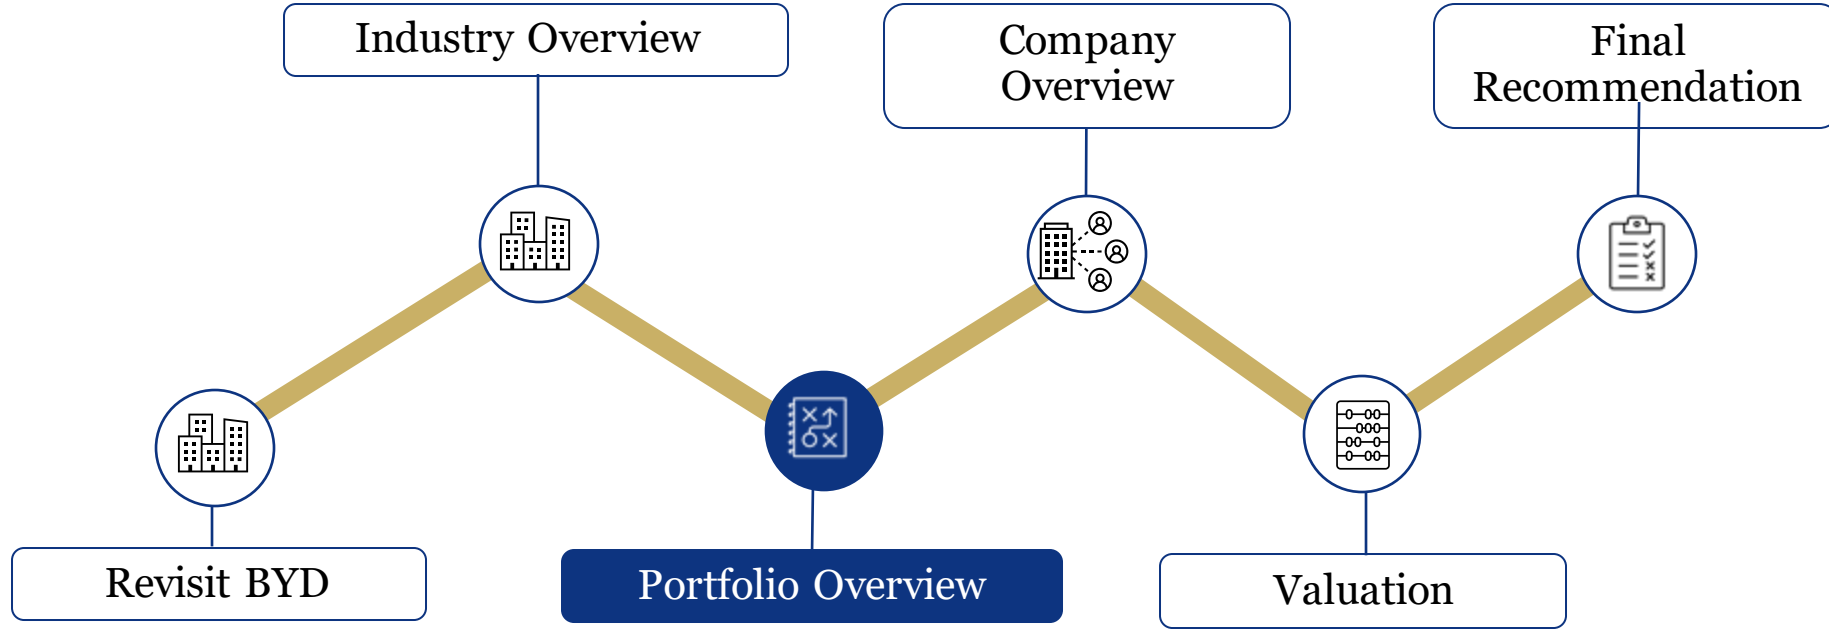 Industry Overview
Company
Overview
Final
Recommendation
Revisit BYD
Portfolio Overview
Valuation